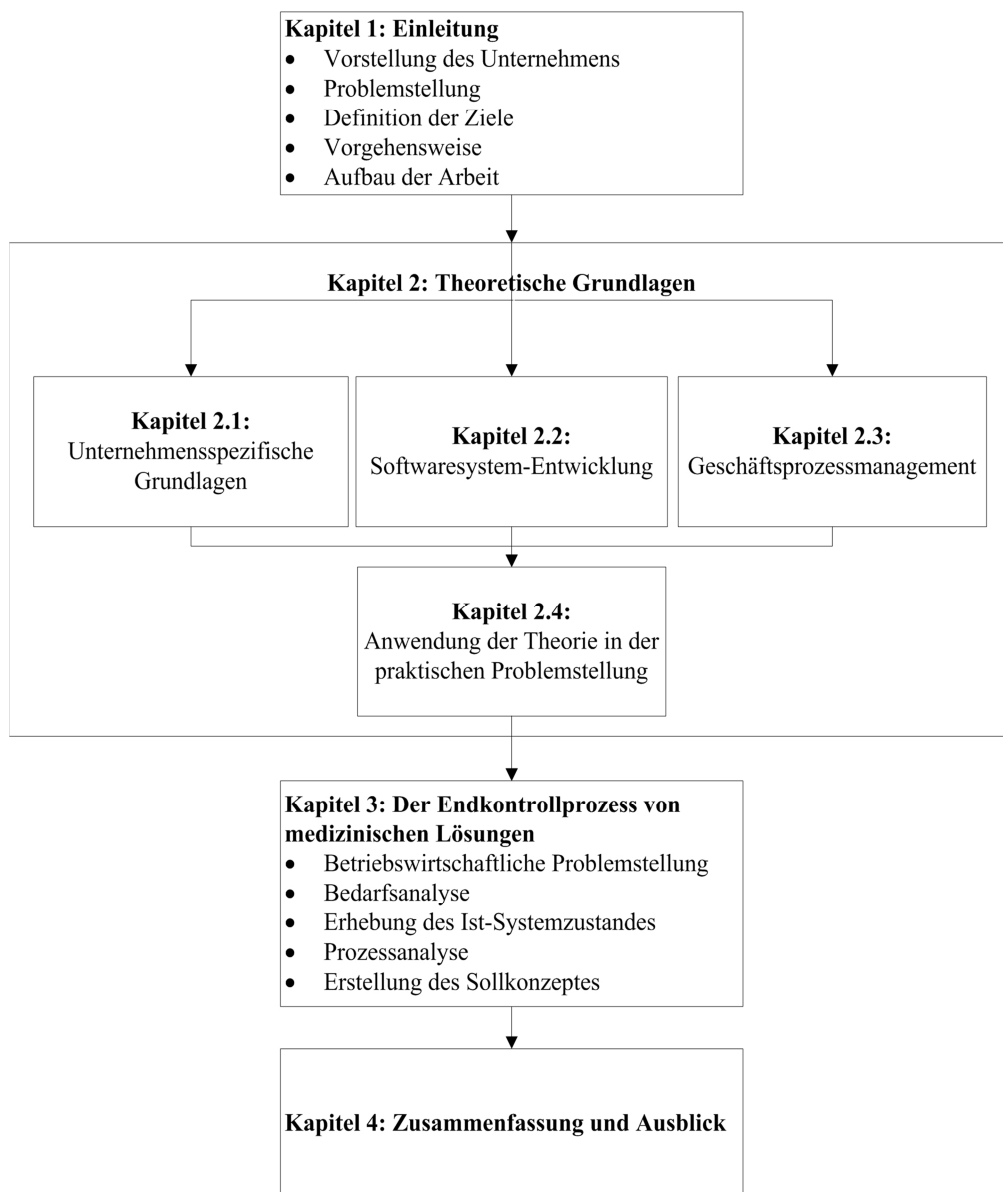 Kapitel 1: Einleitung
• Vorstellung des Unternehmens
• Problemstellung
• Definition der Ziele
• Vorgehensweise
• Aufbau der Arbeit
Kapitel 2: Theoretische Grundlagen
Kapitel 2.1:
Unternehmensspezifische
Grundlagen
Kapitel 2.2:
Softwaresystem-Entwicklung
Kapitel 2.3:
Geschäftsprozessmanagement
Kapitel 2.4:
Anwendung der Theorie in der
praktischen Problemstellung
Kapitel 3: Der Endkontrollprozess von
medizinischen Lösungen
• Betriebswirtschaftliche Problemstellung
• Bedarfsanalyse
• Erhebung des Ist-Systemzustandes
• Prozessanalyse
• Erstellung des Sollkonzeptes
Kapitel 4: Zusammenfassung und Ausblick